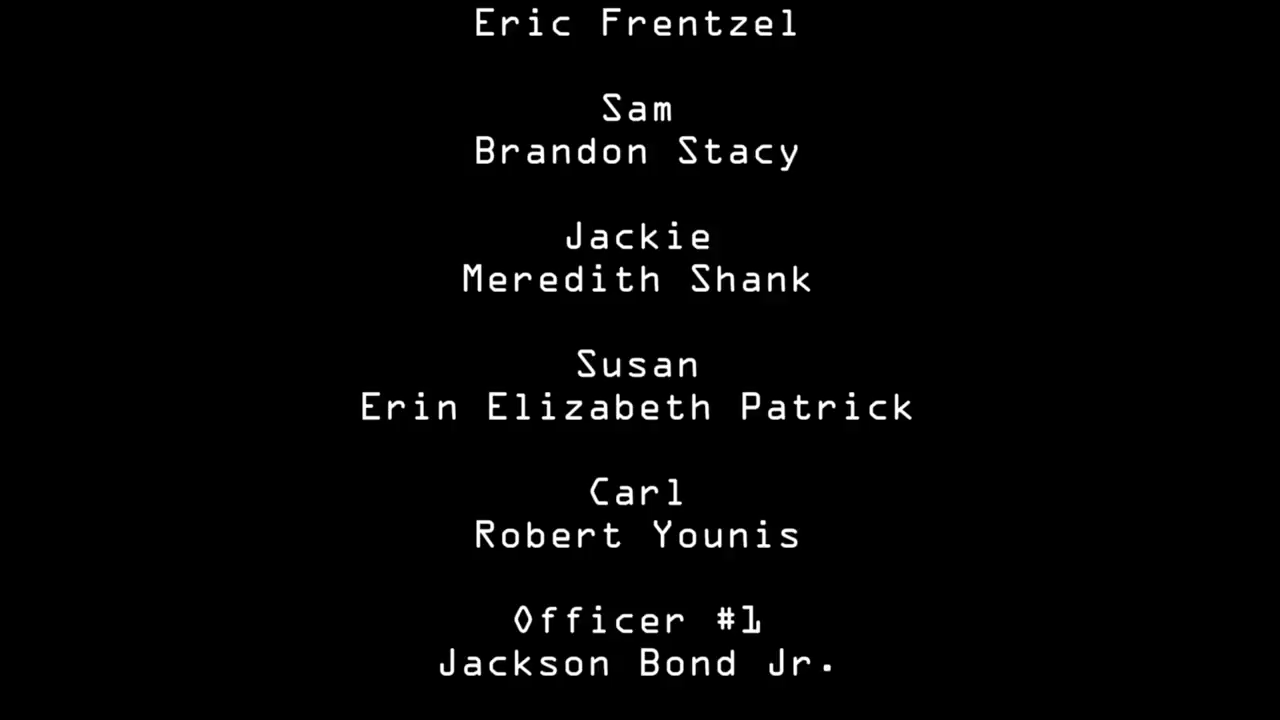 Eric Frentzel
Sam
Brandon Stacy
Jackie
Meredith Shank
Susan
Erin Elizabeth Patrick
Carl
Robert Younis
Officer #1
Jackson Bond Jr.